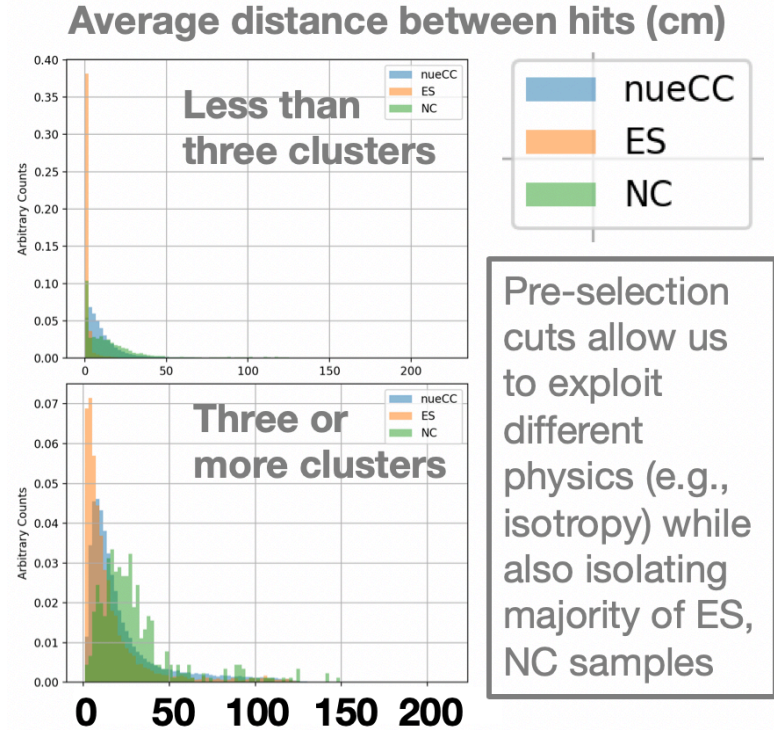 Average distance between hits (cm)
0.40
0.35
0.30
0.25
0.20
0.15
0.10
0.05
0.00
Arbitrary Counts
Less than
three clusters
nueCC
ES
NC
0
50
100
150
200
0.07
0.06
0.05
0.04
0.03
0.02
0.01
0.00
Arbitrary Counts
Three or
more clusters
nueCC
ES
NC
0 50 100 150 200
nueCC
ES
NC
Pre-selection
cuts allow us
to exploit
different
physics (e.g.,
isotropy) while
also isolating
majority of ES,
NC samples